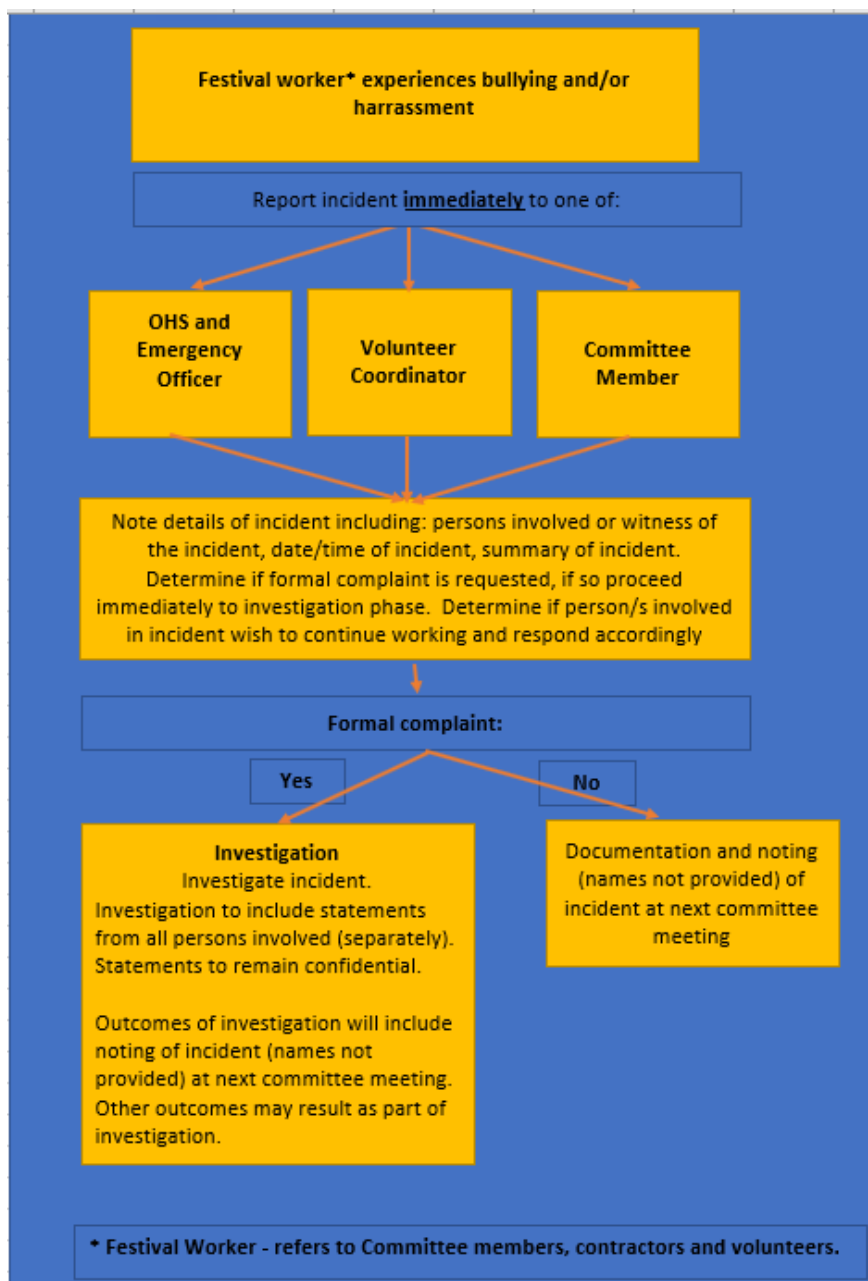 Festival worker* experiences bullying and/or
harrassment
Report incident immediately to one of:
OHS and
Emergency
Officer
Volunteer
Coordinator
Committee
Member
Note details of incident including: persons involved or witness of
the incident, date/time of incident, summary of incident.
Determine if formal complaint is requested, if so proceed
immediately to investigation phase.  Determine if person/s involved
in incident wish to continue working and respond accordingly
Formal complaint:
Yes
No
Investigation
Investigate incident.
Investigation to include statements
from all persons involved (separately).
Statements to remain confidential.
Outcomes of investigation will include
noting of incident (names not
provided) at next committee meeting.
Other outcomes may result as part of
investigation.
Documentation and noting
(names not provided) of
incident at next committee
meeting
* Festival Worker - refers to Committee members, contractors and volunteers.